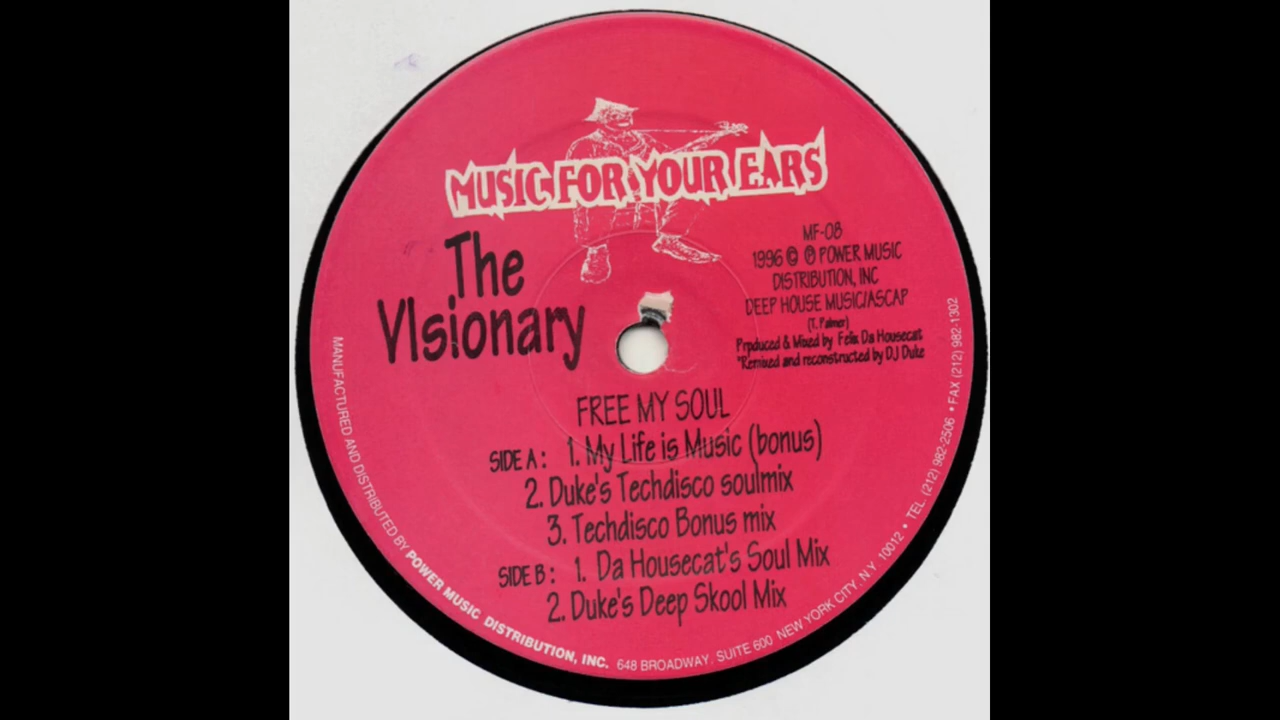 MUSIC FOR YOUR EARS
The
VIsionary
MF-08
1996 © ℗ POWER MUSIC
DISTRIBUTION, INC
DEEP HOUSE MUSIC/ASCAP
(T. Palmer)
Produced & Mixed by Felix Da Housecat
"Remixed and reconstructed by DJ Duke
FREE MY SOUL
SIDE A: 1. My Life is Music (bonus)
2. Duke's Techdisco soulmix
3. Techdisco Bonus mix
SIDE B: 1. Da Housecat's Soul Mix
2. Duke's Deep Skool Mix
MANUFACTURED AND DISTRIBUTED BY POWER MUSIC DISTRIBUTION, INC. 648 BROADWAY, SUITE 600 NEW YORK CITY, N.Y. 10012 • TEL. (212) 982-2506 • FAX (212) 982-1302